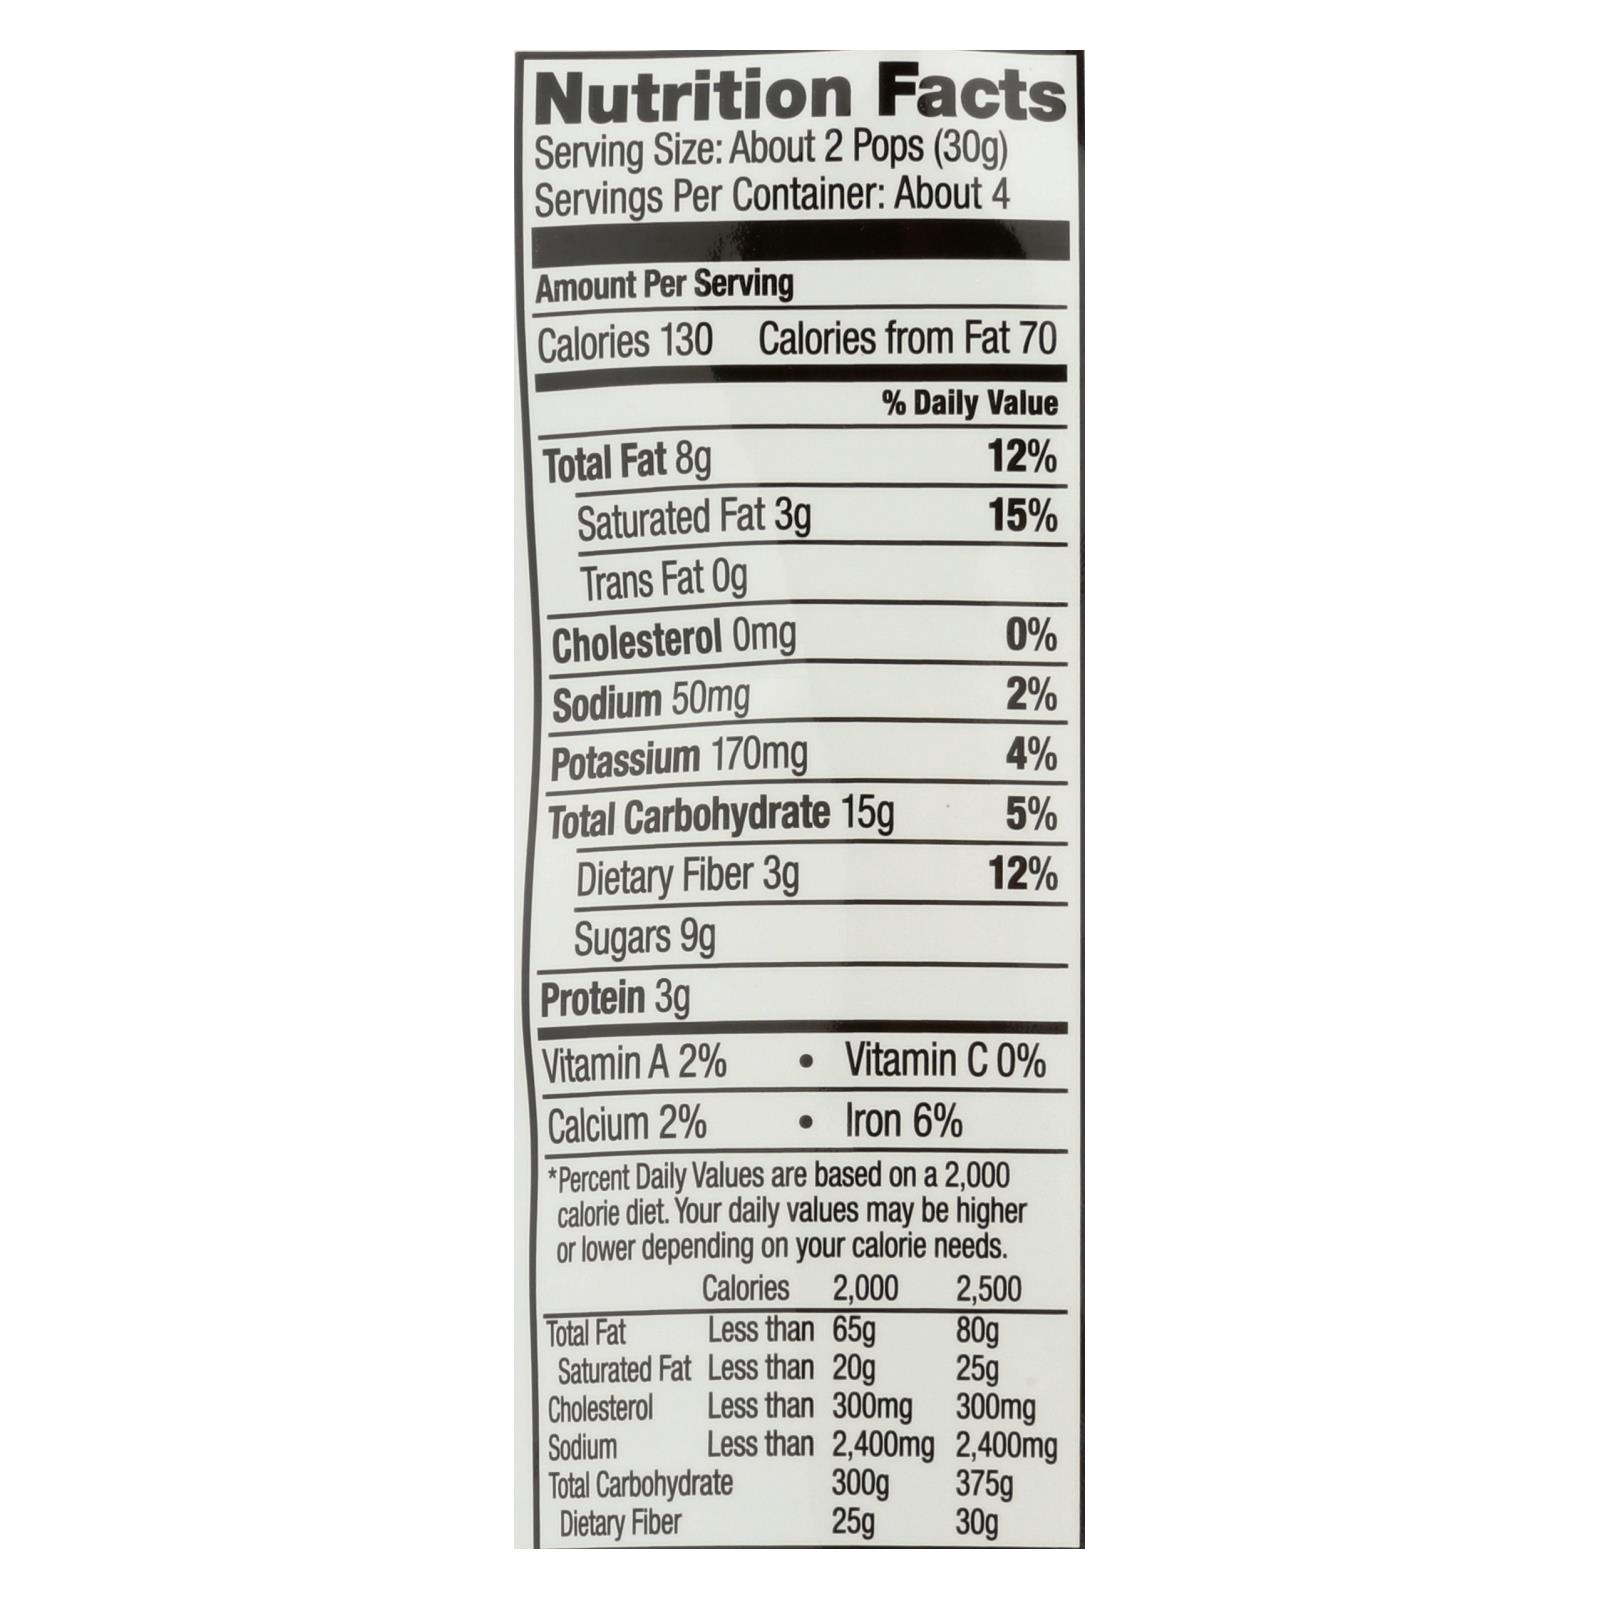 Nutrition Facts
Serving Size: About 2 Pops (30g)
Servings Per Container: About 4
Amount Per Serving
Calories 130 Calories from Fat 70
% Daily Value
Total Fat 8g 12%
Saturated Fat 3g 15%
Trans Fat 0g
Cholesterol 0mg 0%
Sodium 50mg 2%
Potassium 170mg 4%
Total Carbohydrate 15g 5%
Dietary Fiber 3g 12%
Sugars 9g
Protein 3g
Vitamin A 2% • Vitamin C 0%
Calcium 2% • Iron 6%
*Percent Daily Values are based on a 2,000
calorie diet. Your daily values may be higher
or lower depending on your calorie needs.
Calories 2,000 2,500
Total Fat Less than 65g 80g
Saturated Fat Less than 20g 25g
Cholesterol Less than 300mg 300mg
Sodium Less than 2,400mg 2,400mg
Total Carbohydrate 300g 375g
Dietary Fiber 25g 30g